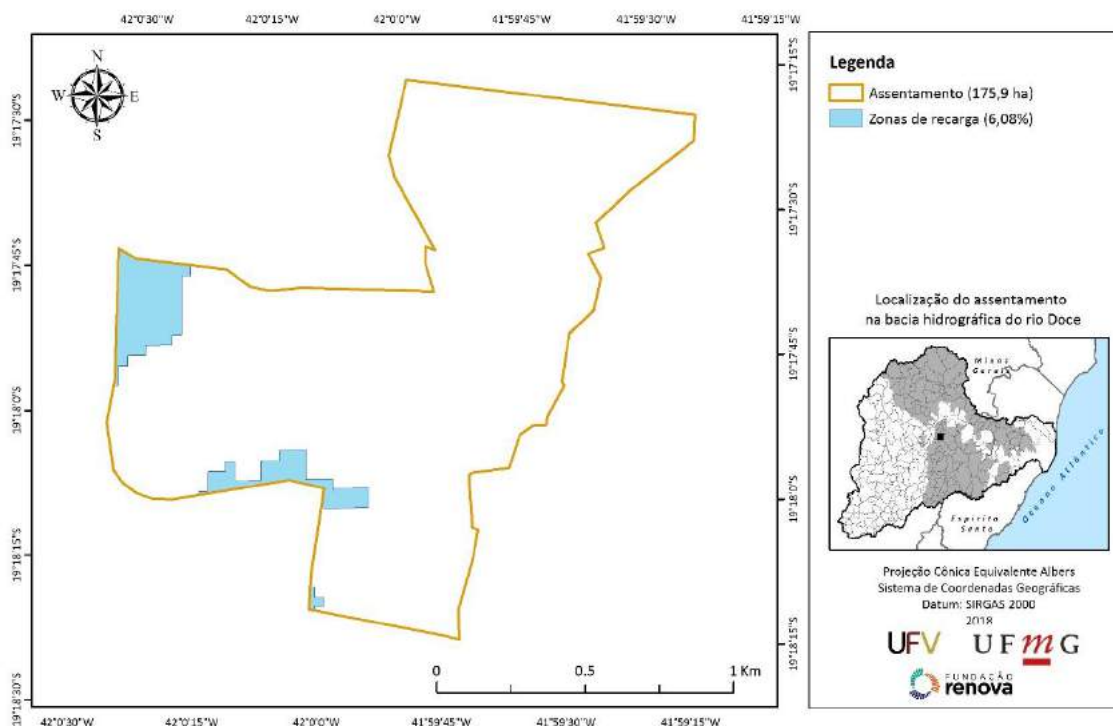 42°0'30"W 42°0'15"W 42°0'0"W 41°59'45"W 41°59'30"W 41°59'15"W
N
W E
S
19°17'30"S
19°17'45"S
19°18'0"S
19°18'15"S
19°18'30"S
19°17'15"S
19°17'30"S
19°17'45"S
19°18'0"S
19°18'15"S
0 0.5 1 Km
42°0'30"W 42°0'15"W 42°0'0"W 41°59'45"W 41°59'30"W 41°59'15"W
Legenda
Assentamento (175,9 ha)
Zonas de recarga (6,08%)
Localização do assentamento
na bacia hidrográfica do rio Doce
Minas
Gerais
Espírito
Santo
Oceano Atlântico
Projeção Cônica Equivalente Albers
Sistema de Coordenadas Geográficas
Datum: SIRGAS 2000
2018
UFV UFmG
FUNDAÇÃO
renova